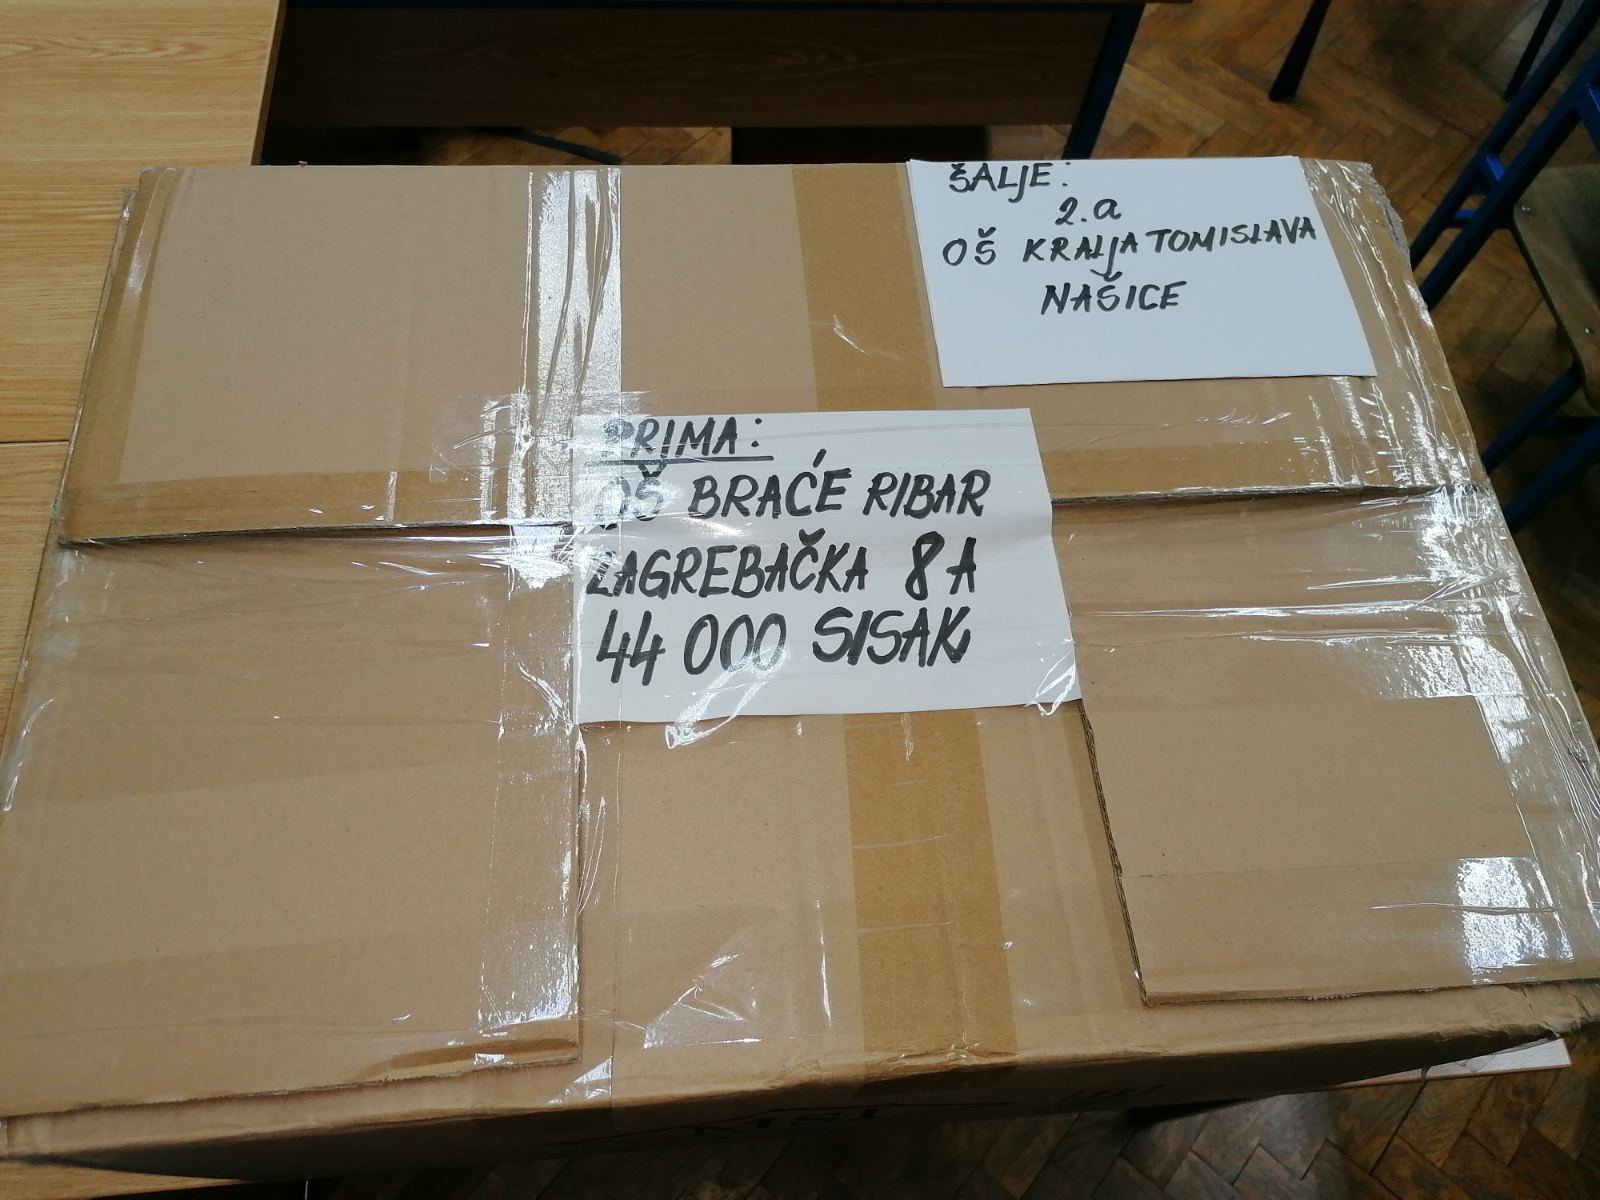 ŠALJE:
2.a
OŠ KRALJA TOMISLAVA
NAŠICE
PRIMA:
OŠ BRAĆE RIBAR
ZAGREBAČKA 8A
44 000 SISAK